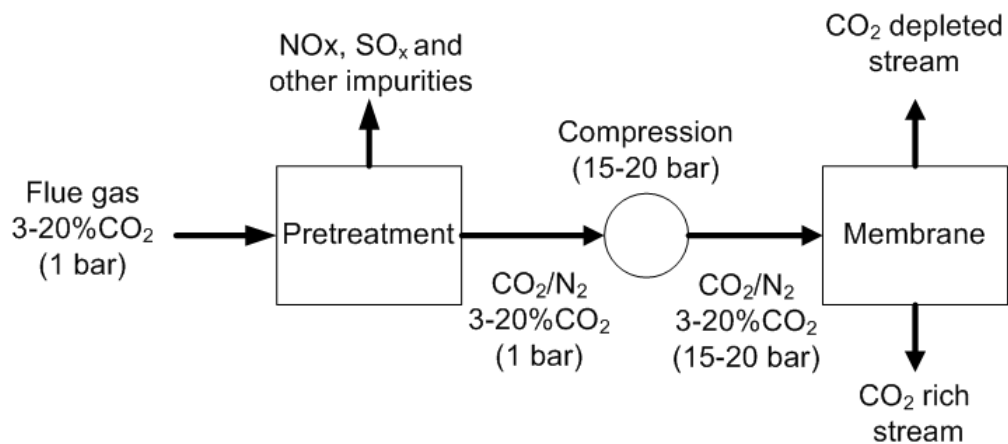 NOx, SOₓ and
other impurities
CO₂ depleted
stream
Compression
(15-20 bar)
Flue gas
3-20%CO₂
(1 bar)
Pretreatment
Membrane
CO₂/N₂
3-20%CO₂
(1 bar)
CO₂/N₂
3-20%CO₂
(15-20 bar)
CO₂ rich
stream